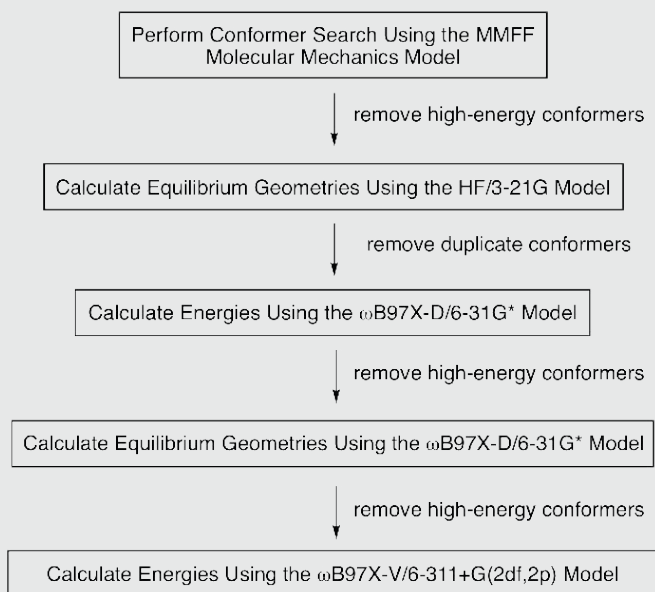 Perform Conformer Search Using the MMFF
Molecular Mechanics Model
remove high-energy conformers
Calculate Equilibrium Geometries Using the HF/3-21G Model
remove duplicate conformers
Calculate Energies Using the ωB97X-D/6-31G* Model
remove high-energy conformers
Calculate Equilibrium Geometries Using the ωB97X-D/6-31G* Model
remove high-energy conformers
Calculate Energies Using the ωB97X-V/6-311+G(2df,2p) Model